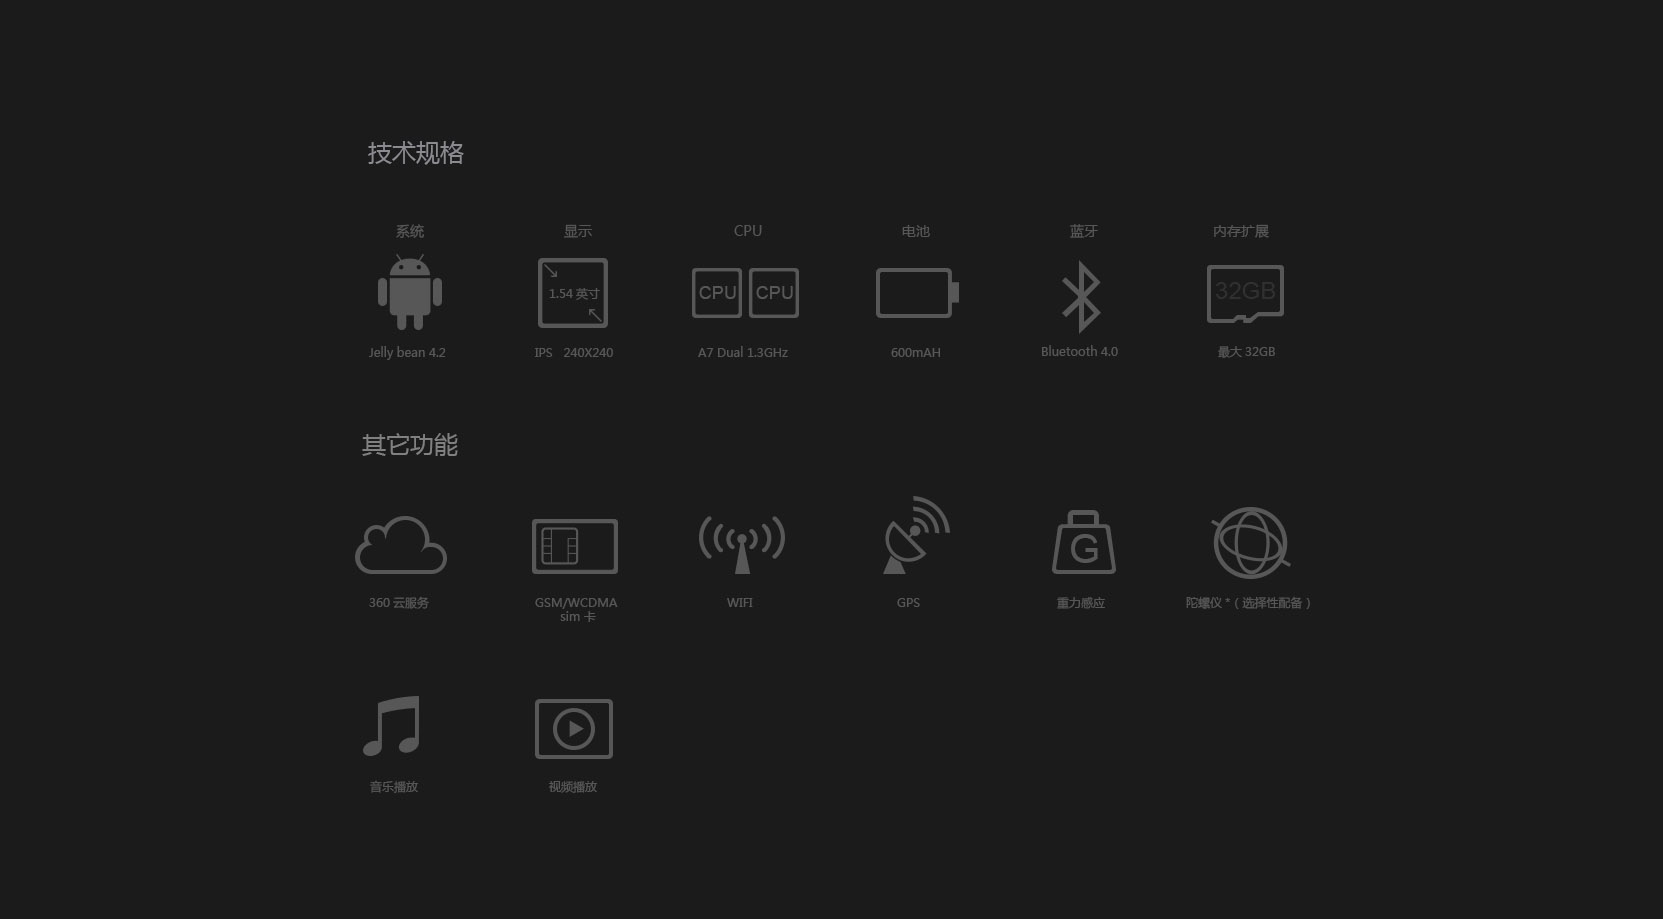 技术规格
系统 显示 CPU 电池 蓝牙 内存扩展
1.54 英寸 CPU CPU 32GB
Jelly bean 4.2 IPS 240X240 A7 Dual 1.3GHz 600mAH Bluetooth 4.0 最大 32GB
其它功能
G
360 云服务 GSM/WCDMA WIFI GPS 重力感应 陀螺仪 * ( 选择性配备 )
sim 卡
音乐播放 视频播放